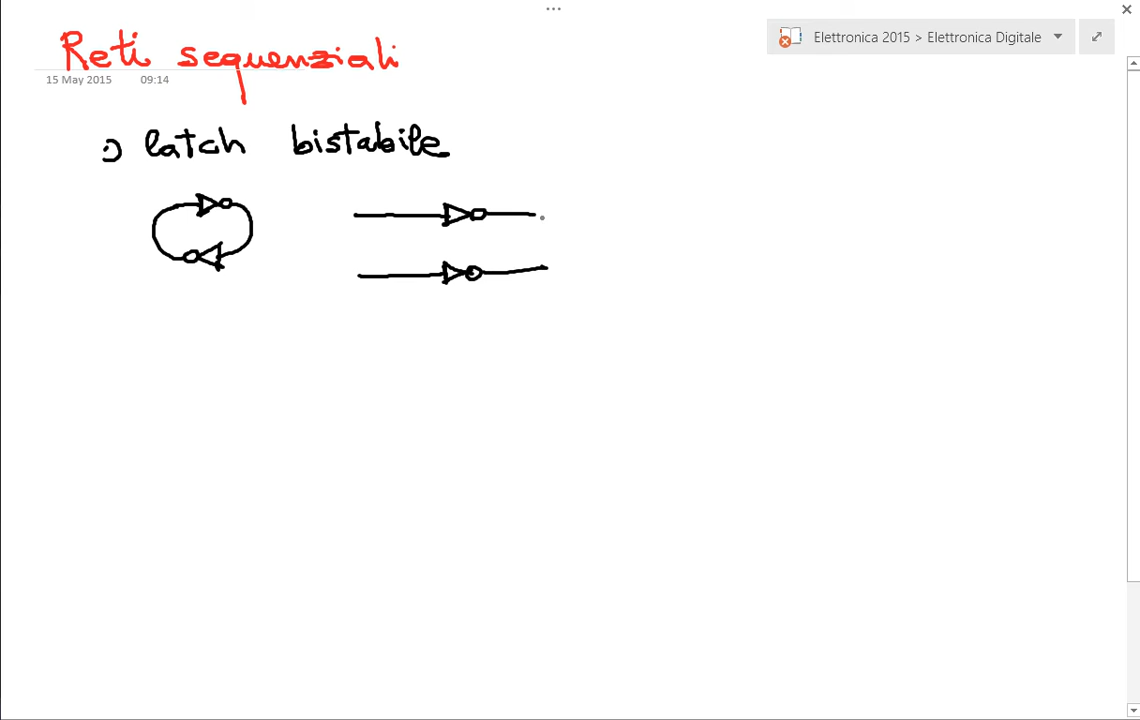 Elettronica 2015 > Elettronica Digitale
Reti sequenziali
15 May 2015 09:14
latch bistabile